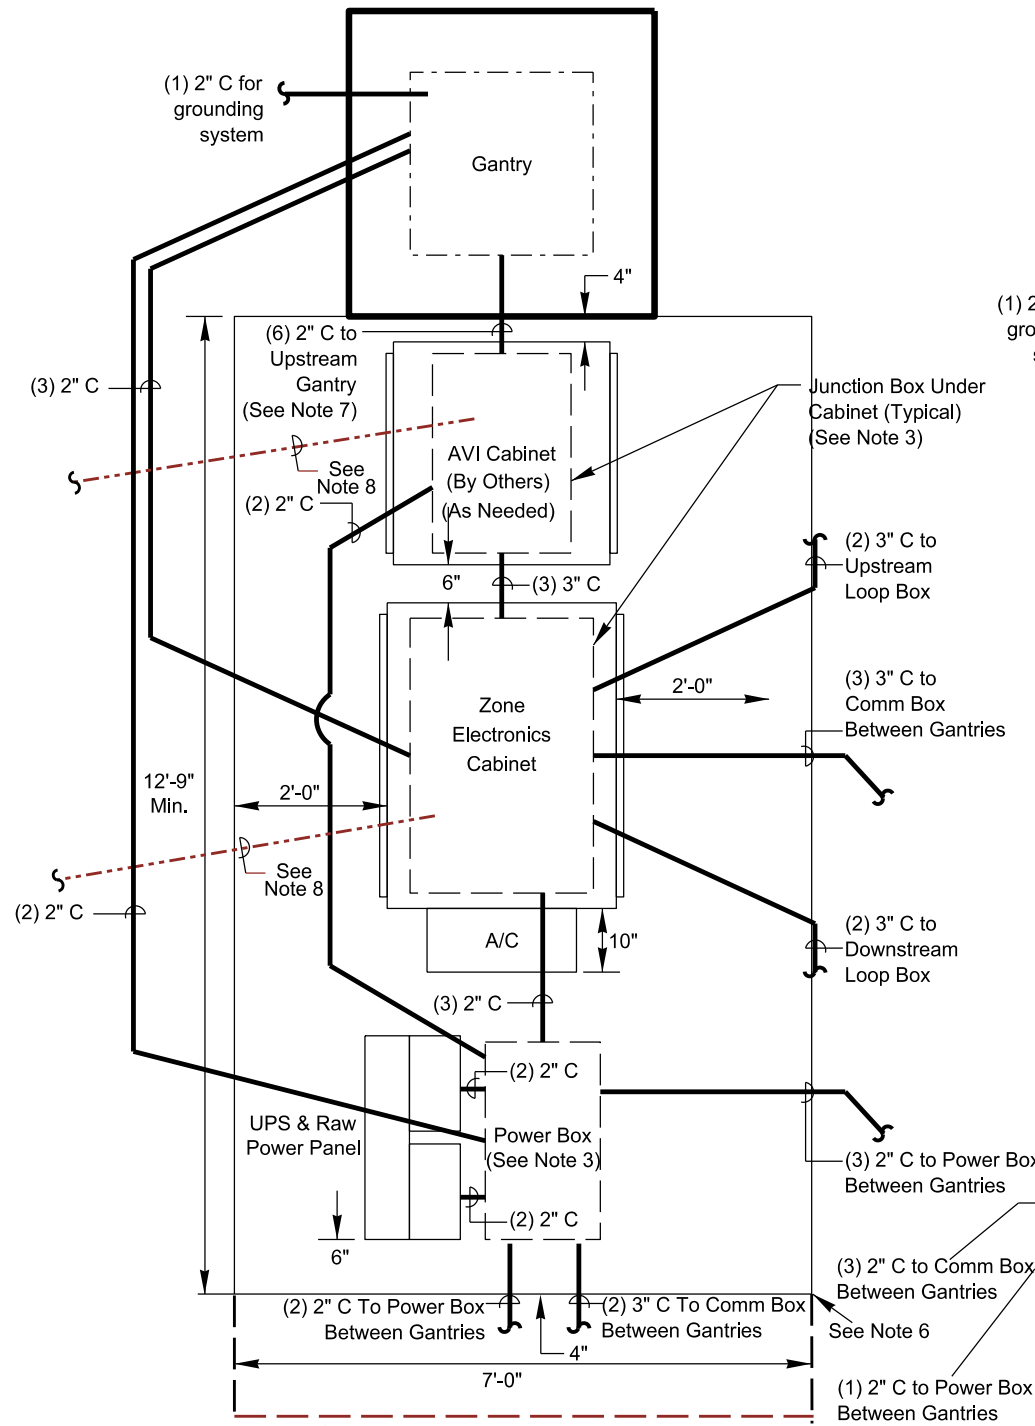 (1) 2" C for
grounding
system
Gantry
4"
(1) 2
(6) 2" C to
Upstream
Gantry
(See Note 7)
(3) 2" C
Junction Box Under
Cabinet (Typical)
(See Note 3)
AVI Cabinet
(By Others)
(As Needed)
See
Note 8
(2) 2" C
(2) 3" C to
Upstream
Loop Box
6"
(3) 3" C
2'-0"
(3) 3" C to
Comm Box
Between Gantries
Zone
Electronics
Cabinet
12'-9"
Min.
2'-0"
See
Note 8
(2) 2" C
A/C
10"
(2) 3" C to
Downstream
Loop Box
(3) 2" C
(2) 2" C
UPS & Raw
Power Panel
Power Box
(See Note 3)
(3) 2" C to Power Box
Between Gantries
(2) 2" C
6"
(3) 2" C to Comm Box
Between Gantries
(2) 2" C To Power Box
Between Gantries
(2) 3" C To Comm Box
Between Gantries
See Note 6
4"
7'-0"
(1) 2" C to Power Box
Between Gantries